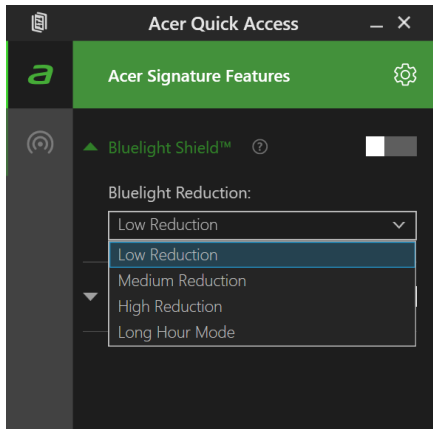 Acer Quick Access
Acer Signature Features
Bluelight Shield™ ?
Bluelight Reduction:
Low Reduction
Low Reduction
Medium Reduction
High Reduction
Long Hour Mode